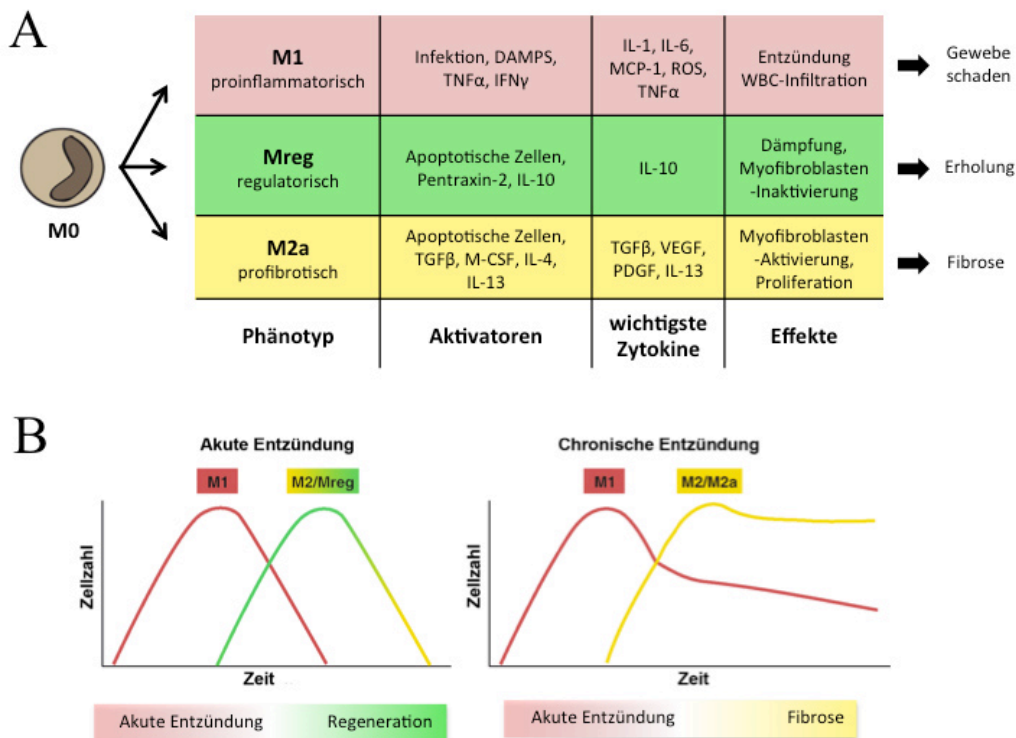 A
M0
M1
proinflammatorisch
Infektion, DAMPS,
TNFα, IFNγ
IL-1, IL-6,
MCP-1, ROS,
TNFα
Entzündung
WBC-Infiltration
Gewebe
schaden
Mreg
regulatorisch
Apoptotische Zellen,
Pentraxin-2, IL-10
IL-10
Dämpfung,
Myofibroblasten
-Inaktivierung
Erholung
M2a
profibrotisch
Apoptotische Zellen,
TGFβ, M-CSF, IL-4,
IL-13
TGFβ, VEGF,
PDGF, IL-13
Myofibroblasten
-Aktivierung,
Proliferation
Fibrose
Phänotyp
Aktivatoren
wichtigste
Zytokine
Effekte
B
Akute Entzündung
M1
M2/Mreg
Zellzahl
Zeit
Akute Entzündung
Regeneration
Chronische Entzündung
M1
M2/M2a
Zellzahl
Zeit
Akute Entzündung
Fibrose